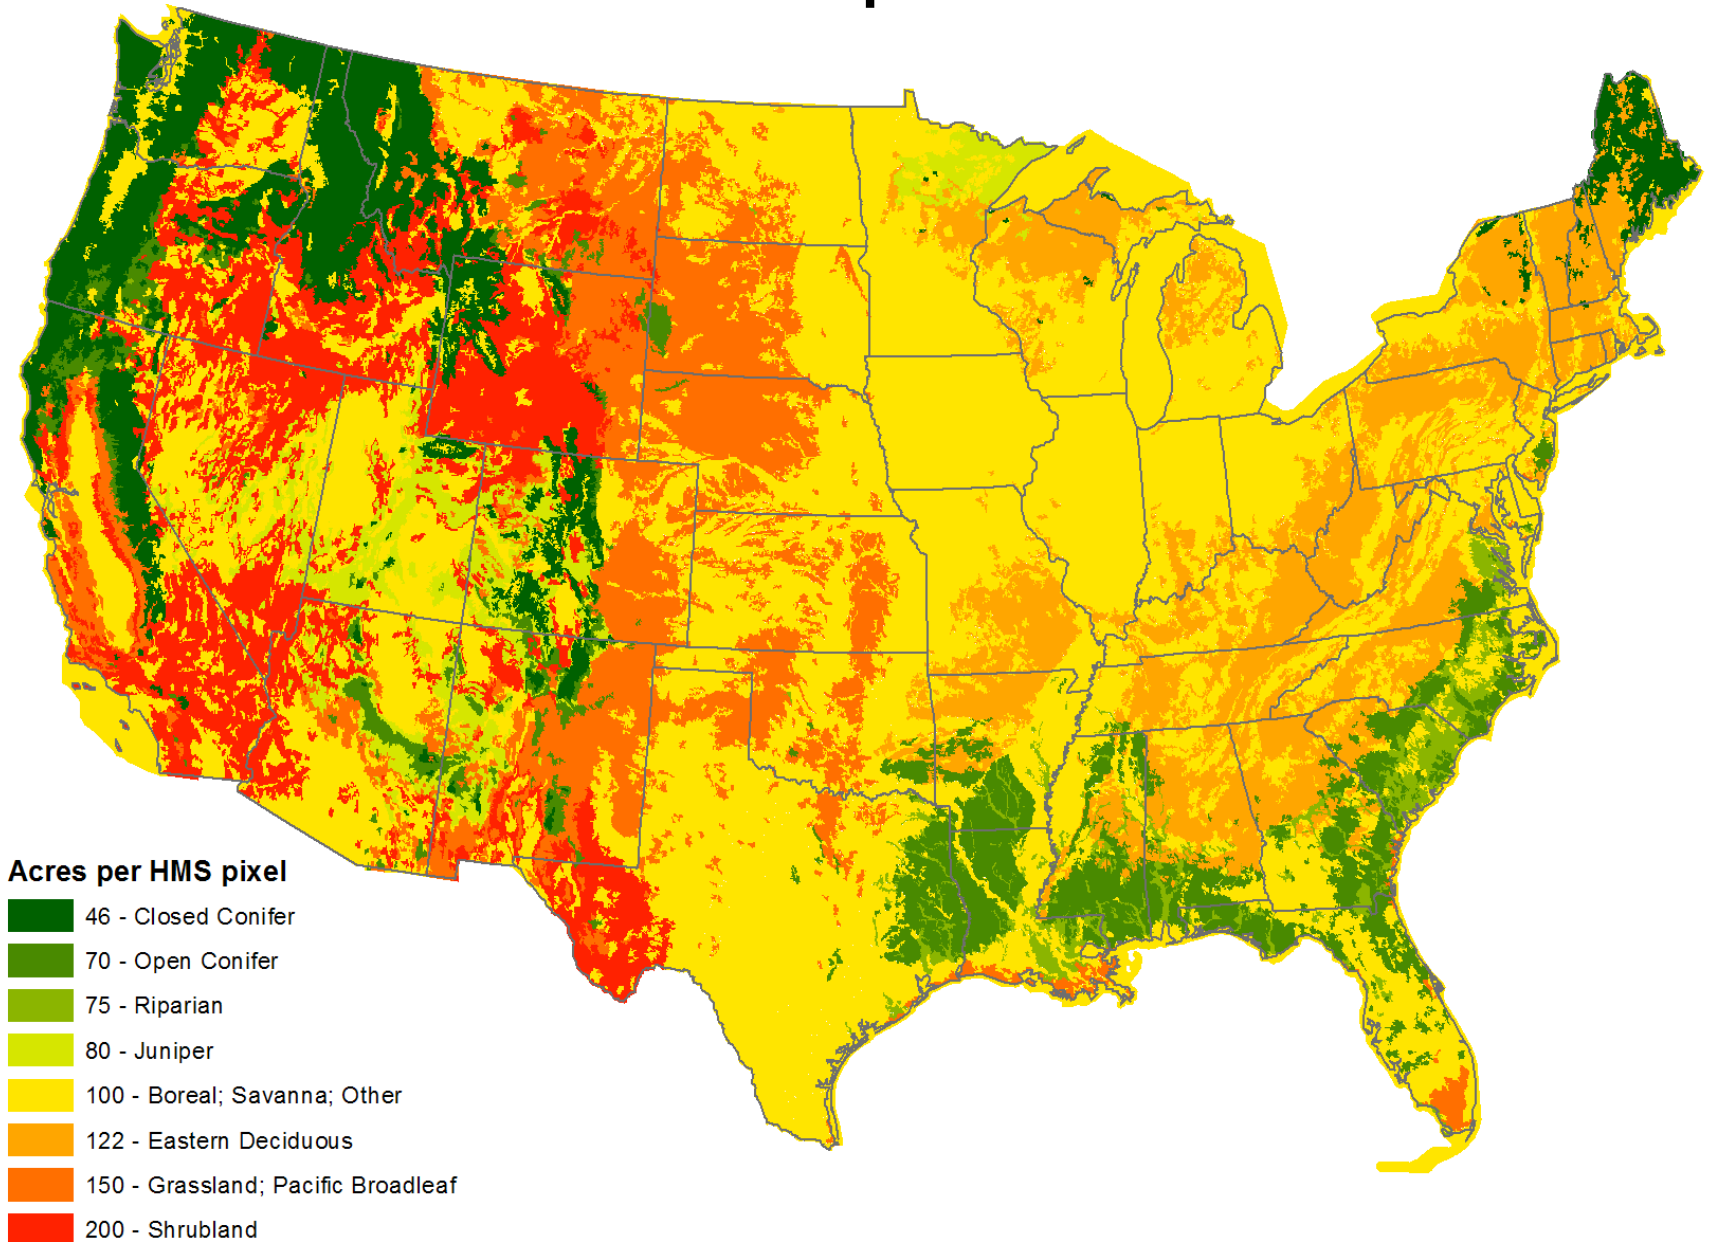 Acres per HMS pixel
46 - Closed Conifer
70 - Open Conifer
75 - Riparian
80 - Juniper
100 - Boreal; Savanna; Other
122 - Eastern Deciduous
150 - Grassland; Pacific Broadleaf
200 - Shrubland